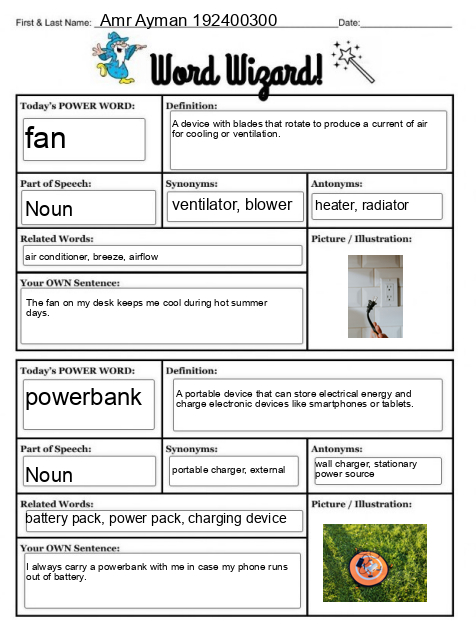 First & Last Name: Amr Ayman 192400300 Date:
Word Wizard!
Today's POWER WORD:
fan
Definition:
A device with blades that rotate to produce a current of air
for cooling or ventilation.
Part of Speech:
Noun
Synonyms:
ventilator, blower
Antonyms:
heater, radiator
Related Words:
air conditioner, breeze, airflow
Picture / Illustration:
Your OWN Sentence:
The fan on my desk keeps me cool during hot summer
days.
Today's POWER WORD:
powerbank
Definition:
A portable device that can store electrical energy and
charge electronic devices like smartphones or tablets.
Part of Speech:
Noun
Synonyms:
portable charger, external
Antonyms:
wall charger, stationary
power source
Related Words:
battery pack, power pack, charging device
Picture / Illustration:
Your OWN Sentence:
I always carry a powerbank with me in case my phone runs
out of battery.